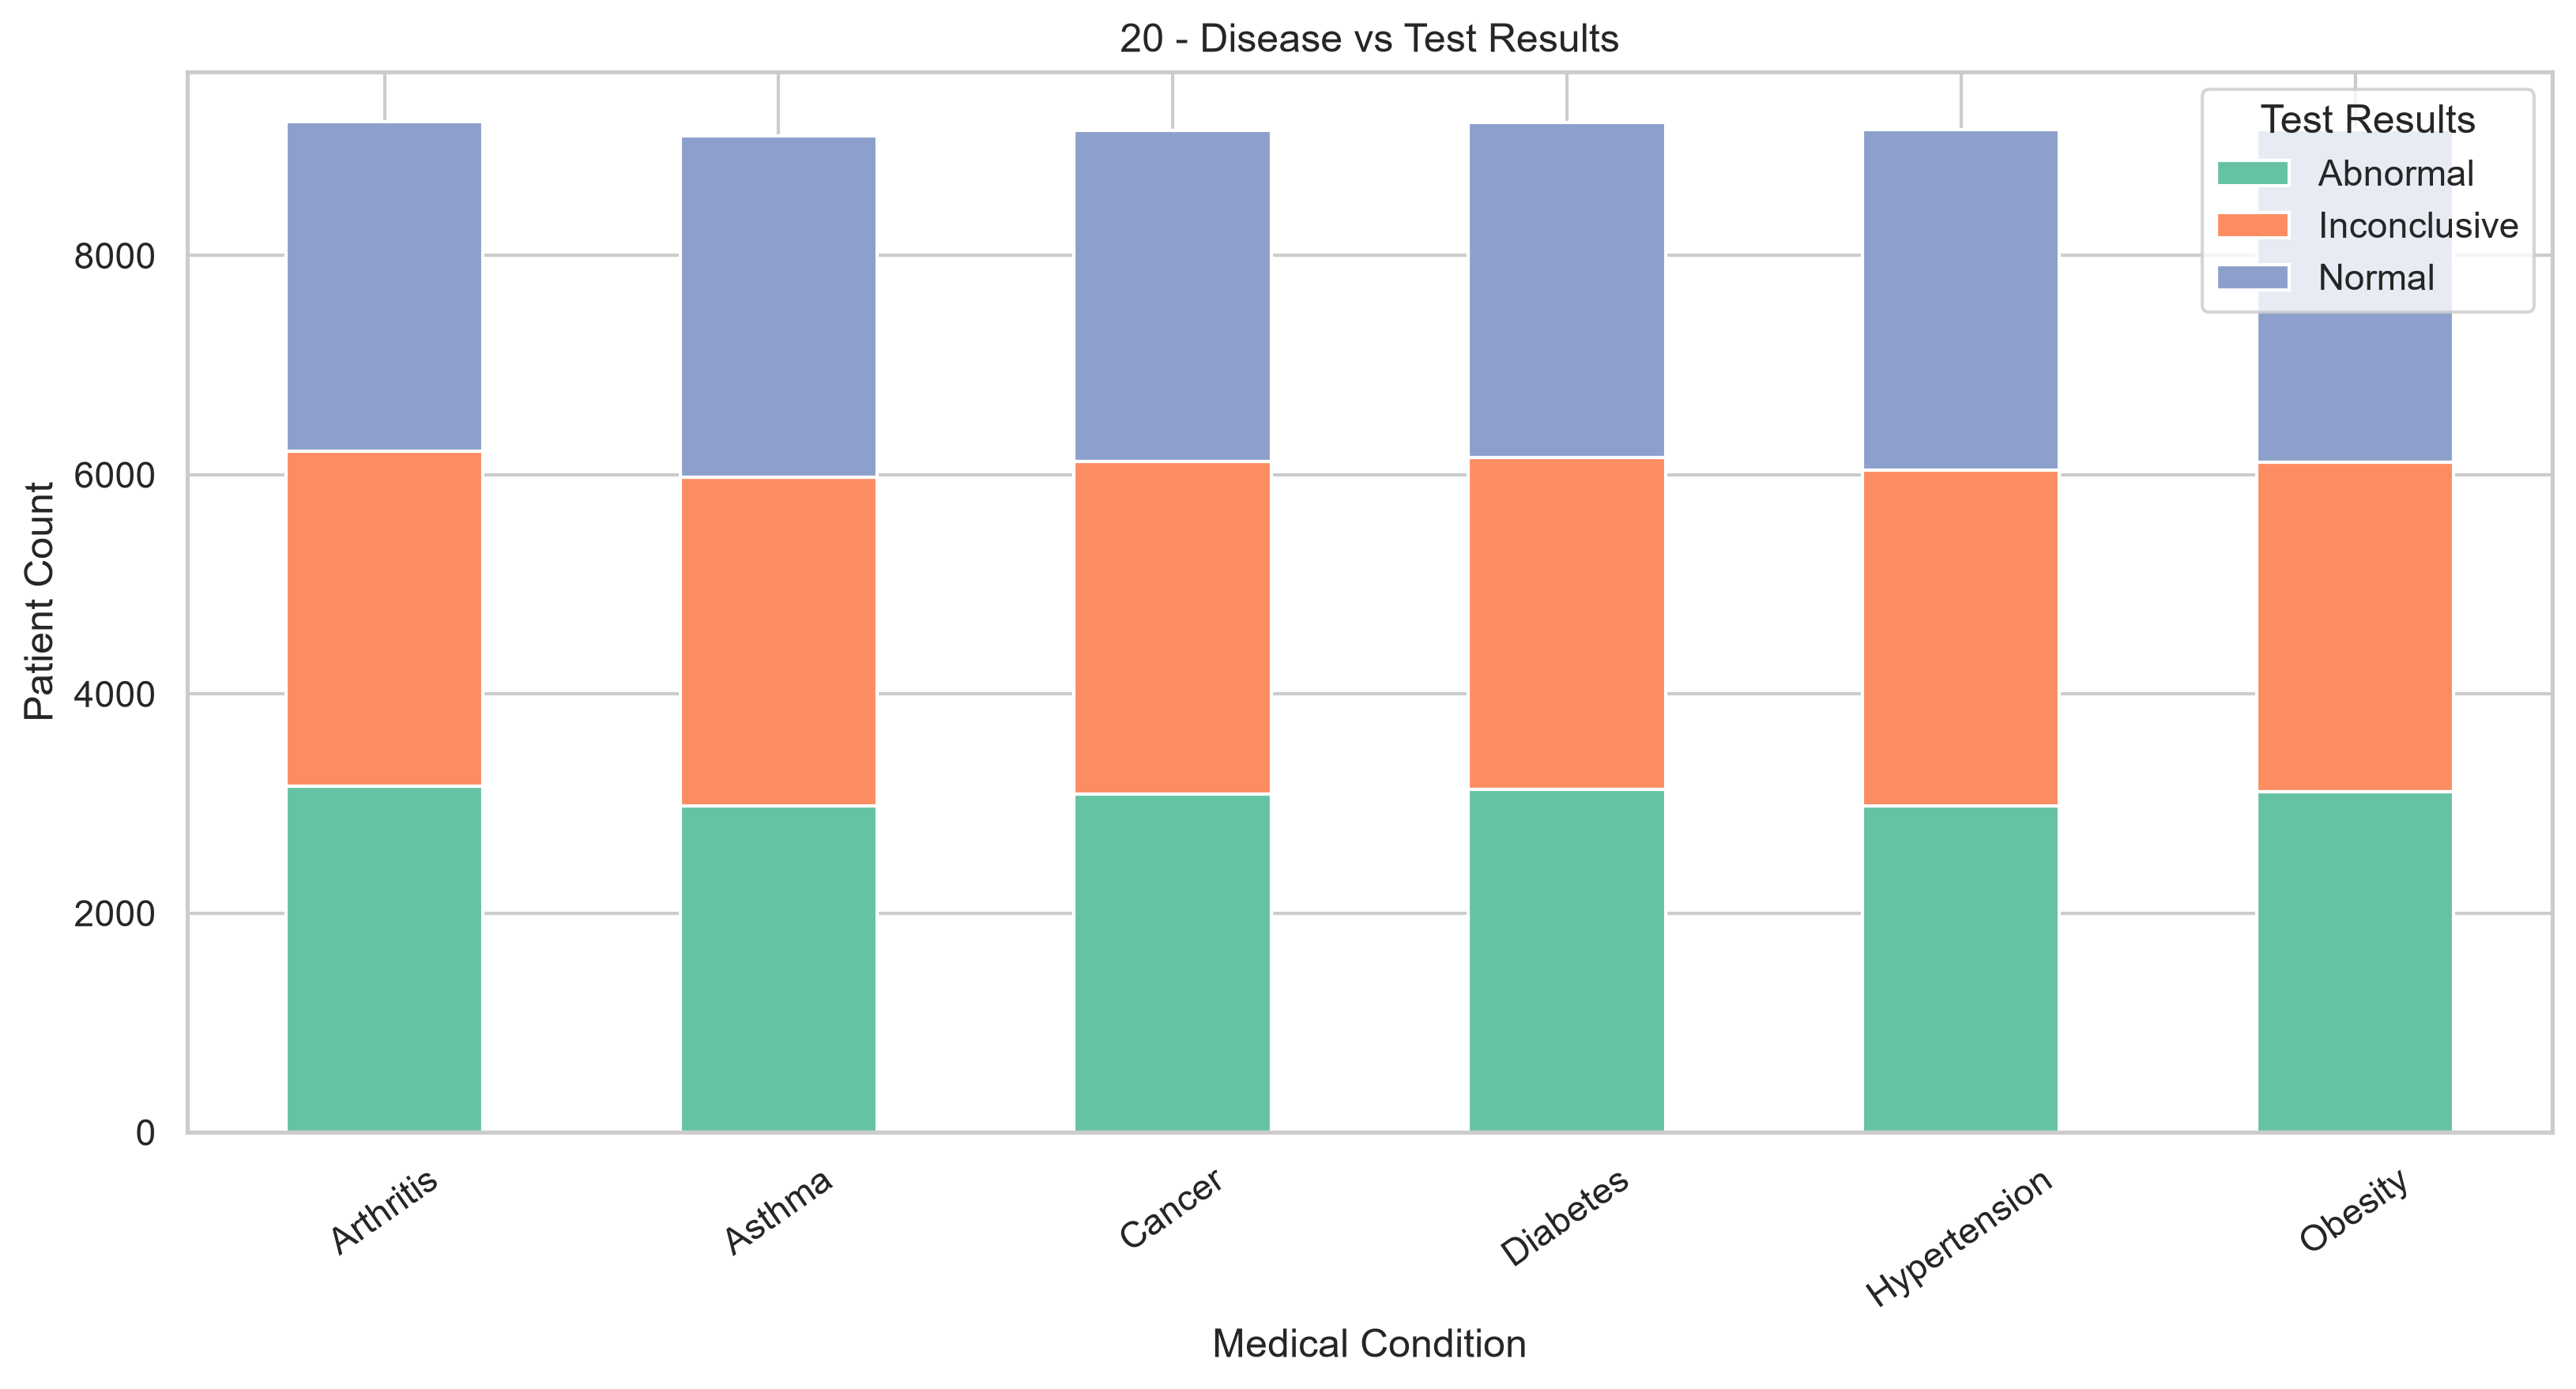 20 - Disease vs Test Results
Test Results
Abnormal
Inconclusive
Normal
Patient Count
8000
6000
4000
2000
0
Arthritis
Asthma
Cancer
Diabetes
Hypertension
Obesity
Medical Condition